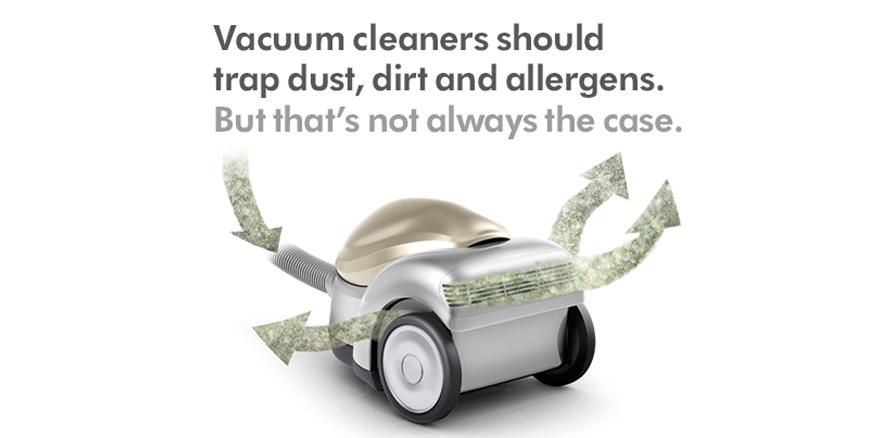 Vacuum cleaners should
trap dust, dirt and allergens.
But that’s not always the case.